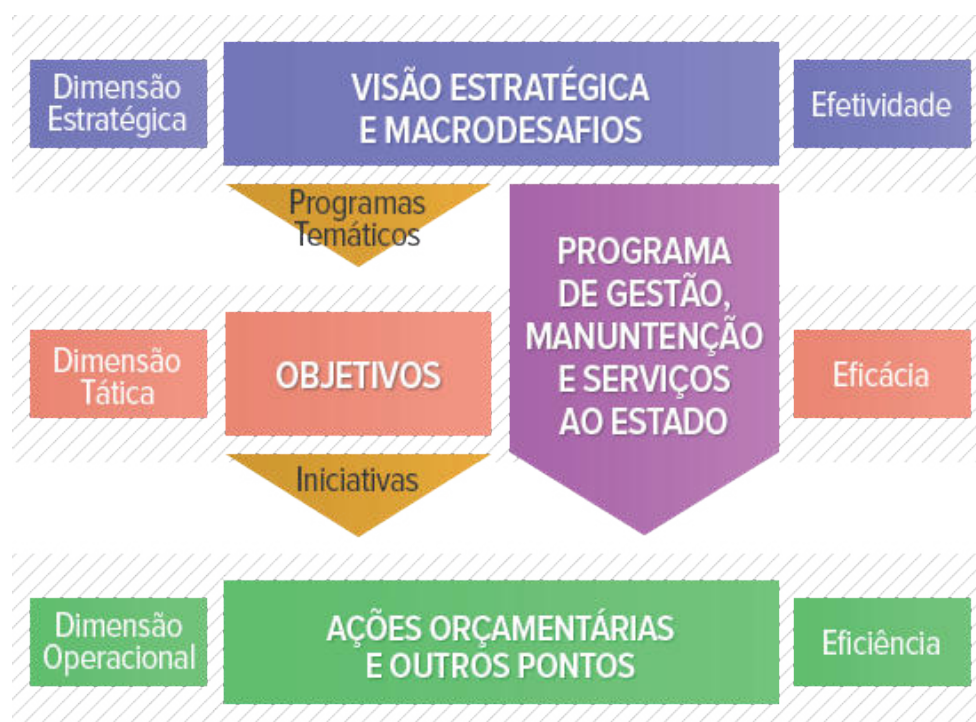 Dimensão
Estratégica
VISÃO ESTRATÉGICA
E MACRODESAFIOS
Efetividade
Programas
Temáticos
PROGRAMA
DE GESTÃO,
MANUNTENÇÃO
E SERVIÇOS
AO ESTADO
Dimensão
Tática
OBJETIVOS
Eficácia
Iniciativas
Dimensão
Operacional
AÇÕES ORÇAMENTÁRIAS
E OUTROS PONTOS
Eficiência